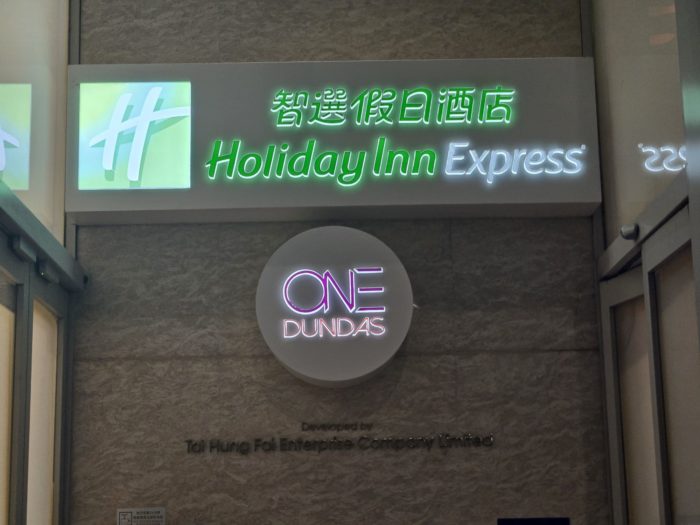 智選假日酒店
Holiday Inn Express
ONE
DUNDAS
Developed by
Tai Hung Fai Enterprise Company Limited